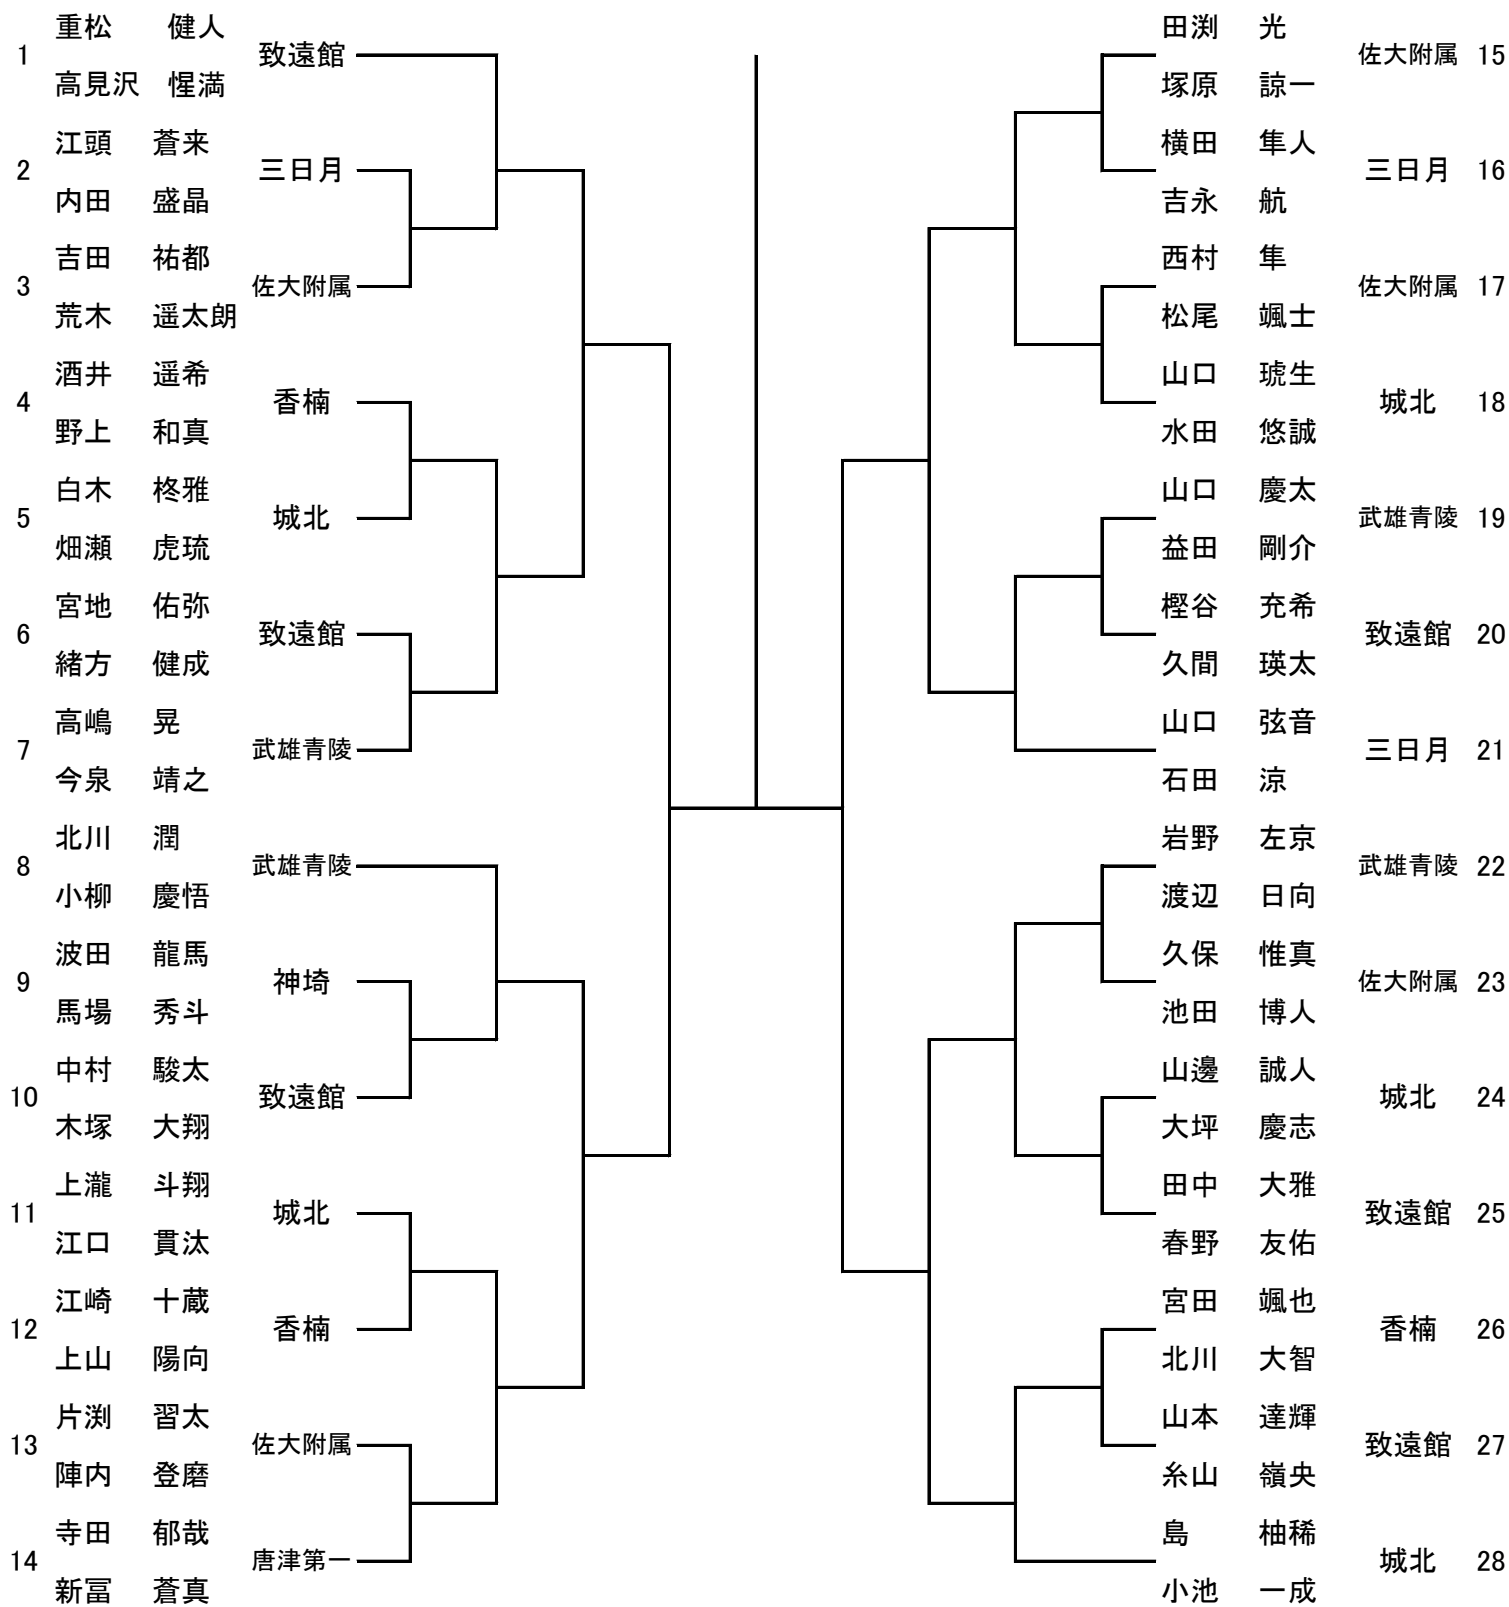 重松 健人
1 致遠館
高見沢 惺満
江頭 蒼来
2 三日月
内田 盛晶
吉田 祐都
3 佐大附属
荒木 遥太朗
酒井 遥希
4 香楠
野上 和真
白木 柊雅
5 城北
畑瀬 虎琉
宮地 佑弥
6 致遠館
緒方 健成
高嶋 晃
7 武雄青陵
今泉 靖之
北川 潤
8 武雄青陵
小柳 慶悟
波田 龍馬
9 神埼
馬場 秀斗
中村 駿太
10 致遠館
木塚 大翔
上瀧 斗翔
11 城北
江口 貫汰
江崎 十蔵
12 香楠
上山 陽向
片渕 習太
13 佐大附属
陣内 登磨
寺田 郁哉
14 唐津第一
新冨 蒼真
田渕 光
佐大附属 15
塚原 諒一
横田 隼人
三日月 16
吉永 航
西村 隼
佐大附属 17
松尾 颯士
山口 琥生
城北 18
水田 悠誠
山口 慶太
武雄青陵 19
益田 剛介
樫谷 充希
致遠館 20
久間 瑛太
山口 弦音
三日月 21
石田 涼
岩野 左京
武雄青陵 22
渡辺 日向
久保 惟真
佐大附属 23
池田 博人
山邊 誠人
城北 24
大坪 慶志
田中 大雅
致遠館 25
春野 友佑
宮田 颯也
香楠 26
北川 大智
山本 達輝
致遠館 27
糸山 嶺央
島 柚稀
城北 28
小池 一成